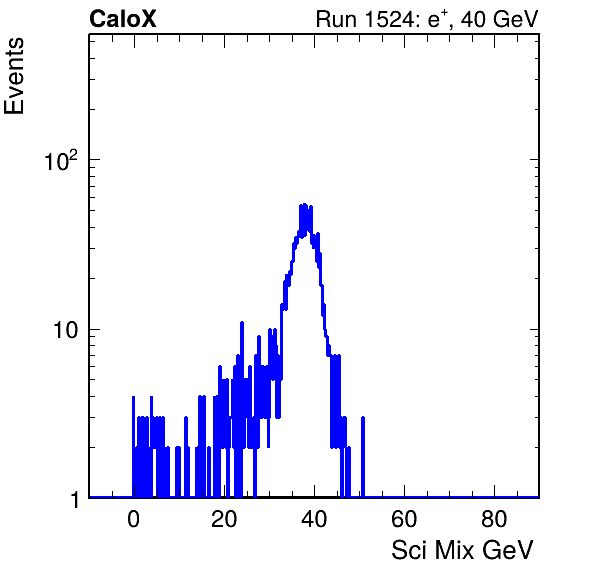 CaloX Run 1524: e⁺, 40 GeV
Events
10²
10
1
0 20 40 60 80
Sci Mix GeV